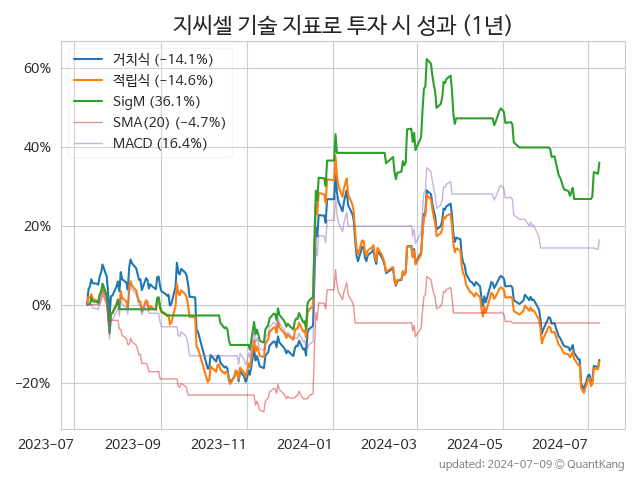 지씨셀 기술 지표로 투자 시 성과 (1년)
거치식 (−14.1%)
적립식 (−14.6%)
SigM (36.1%)
SMA(20) (−4.7%)
MACD (16.4%)
60%
40%
20%
0%
−20%
2023-07 2023-09 2023-11 2024-01 2024-03 2024-05 2024-07
updated: 2024-07-09 © QuantKang